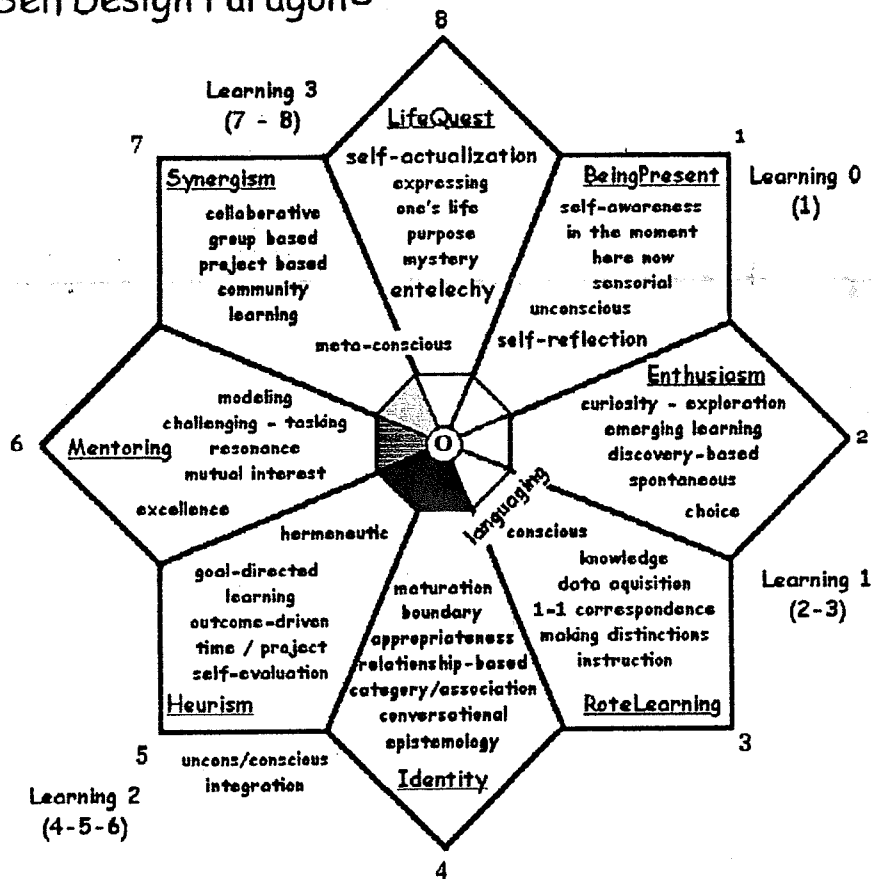 Design Paragon
8
Learning 3
(7 - 8)
LifeQuest
self-actualization
expressing
one's life
purpose
mystery
entelechy
7
Synergism
collaborative
group based
project based
community
learning
meta-conscious
1
Learning 0
(1)
BeingPresent
self-awareness
in the moment
here now
sensorial
unconscious
self-reflection
Enthusiasm
curiosity - exploration
emerging learning
discovery-based
spontaneous
choice
2
6
Mentoring
modeling
challenging - tasking
resonance
mutual interest
excellence
O
languaging
conscious
knowledge
data aquisition
1-1 correspondence
making distinctions
instruction
RoteLearning
3
Learning 1
(2-3)
hermeneutic
goal-directed
learning
outcome-driven
time / project
self-evaluation
Heurism
5
uncons/conscious
integration
Learning 2
(4-5-6)
maturation
boundary
appropriateness
relationship-based
category/association
conversational
epistemology
Identity
4